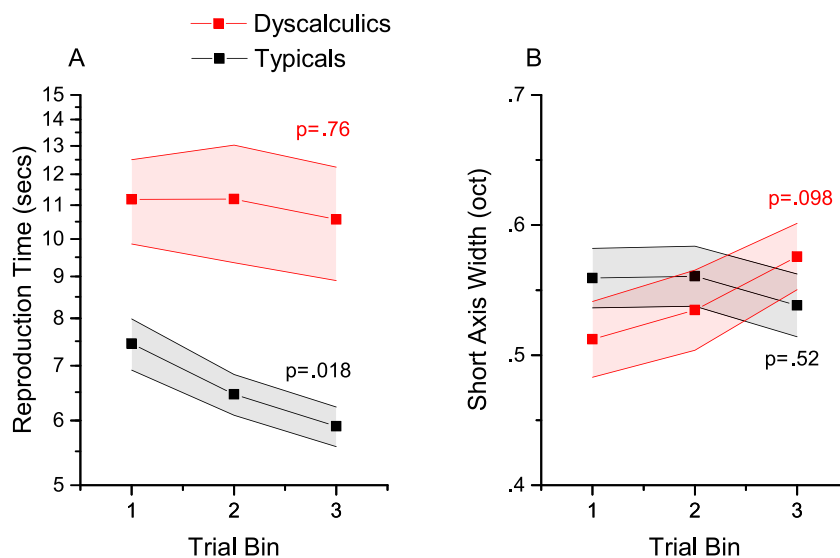 Dyscalculics
Typicals
A
15
14
13
12
11
10
9
8
7
6
5
p=.76
p=.018
1
2
3
Reproduction Time (secs)
Trial Bin
B
.7
.6
.5
.4
p=.098
p=.52
1
2
3
Short Axis Width (oct)
Trial Bin